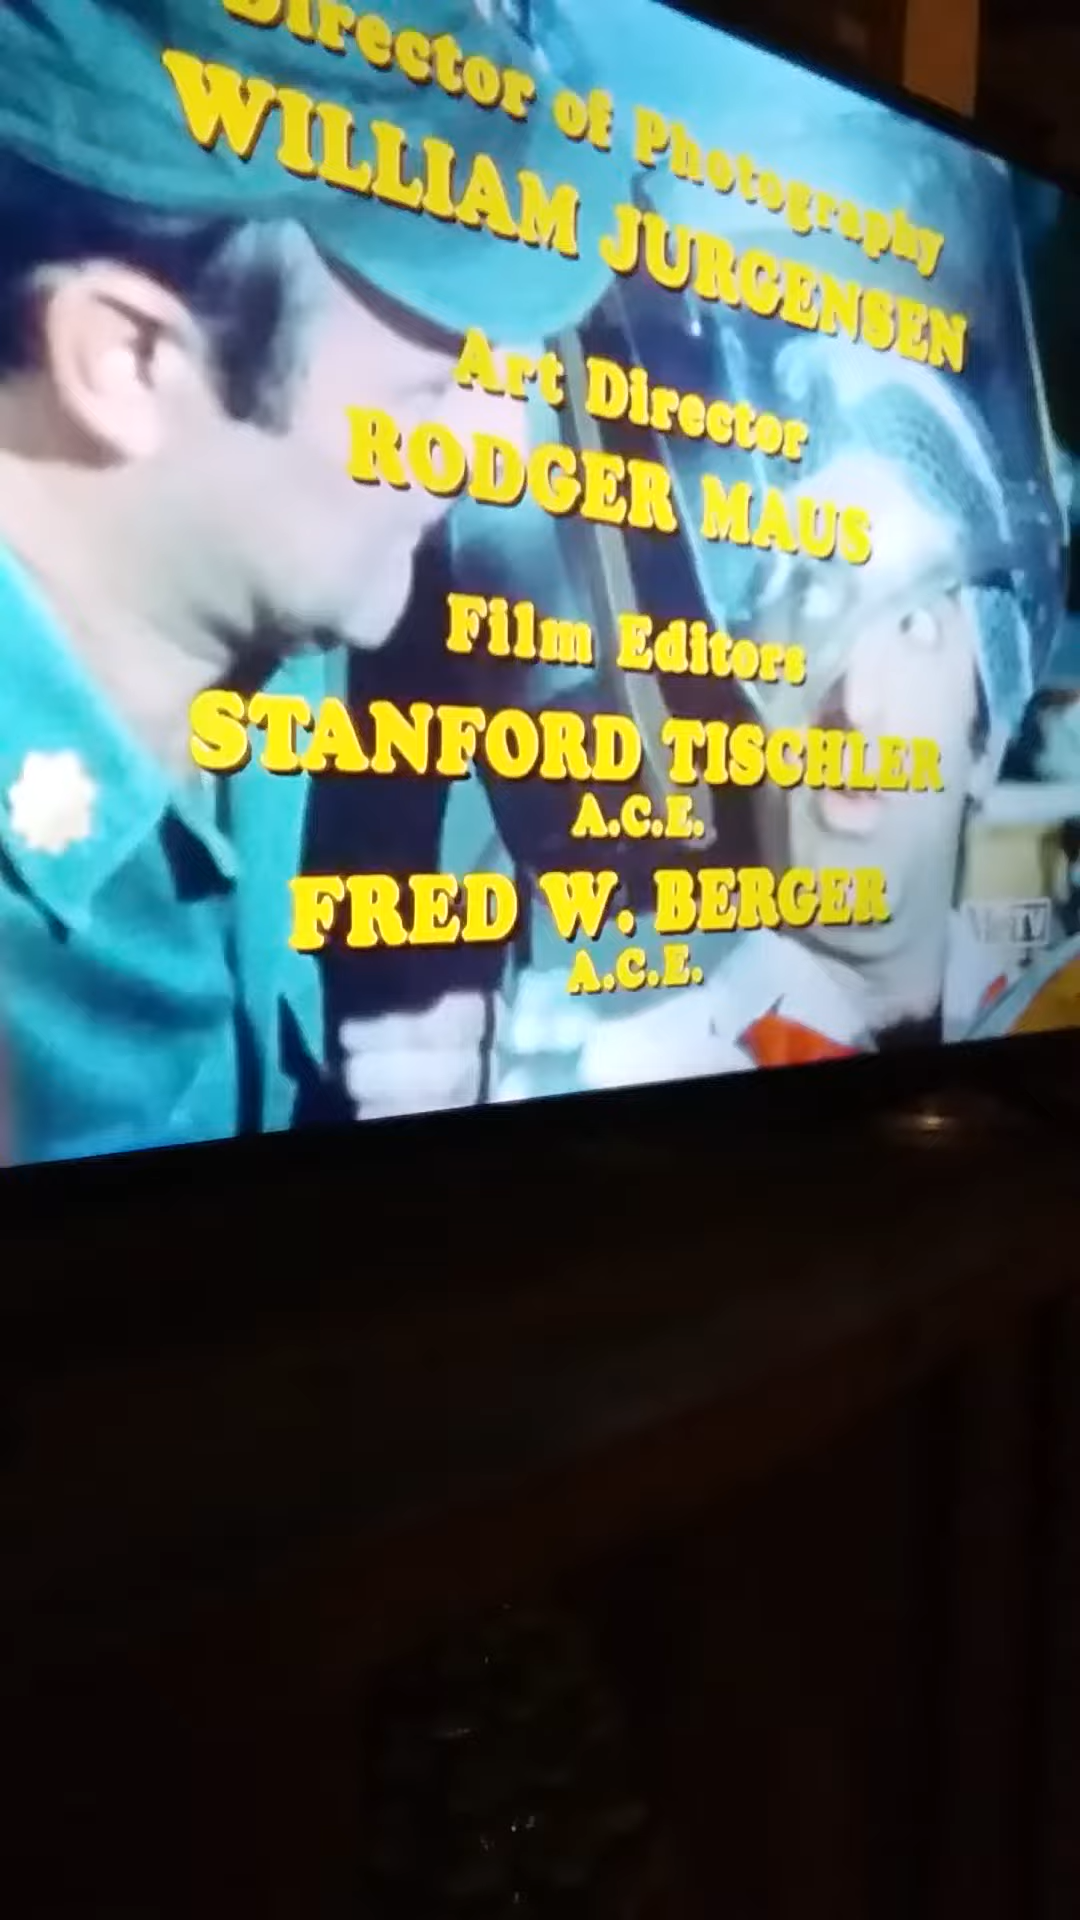 Director of Photography
WILLIAM JURGENSEN
Art Director
RODGER MAUS
Film Editors
STANFORD TISCHLER
A.C.E.
FRED W. BERGER
A.C.E.